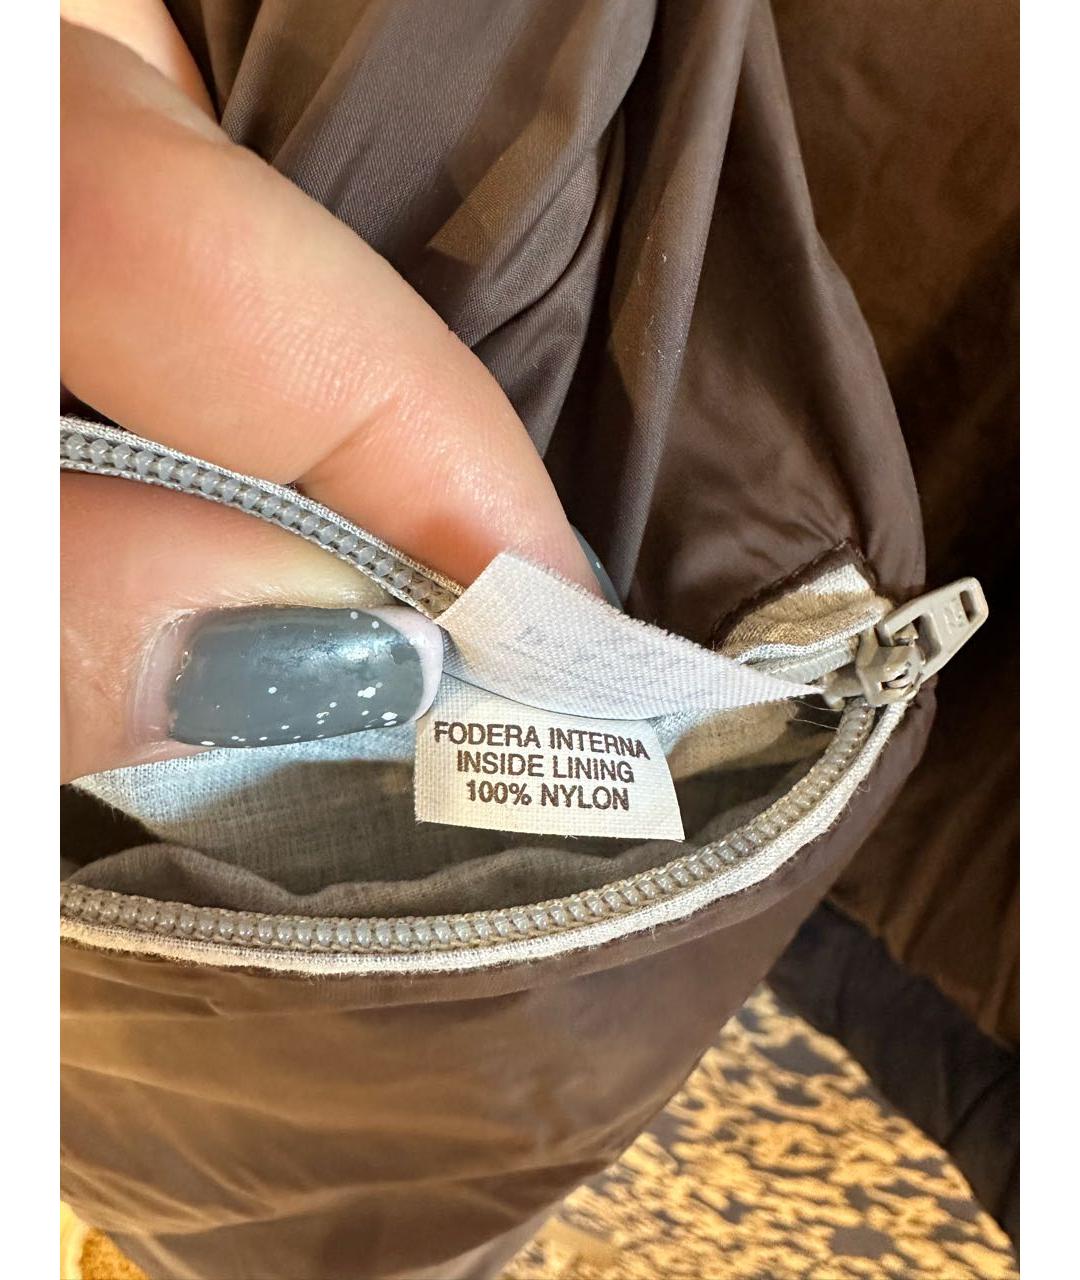 FODERA INTERNA
INSIDE LINING
100% NYLON